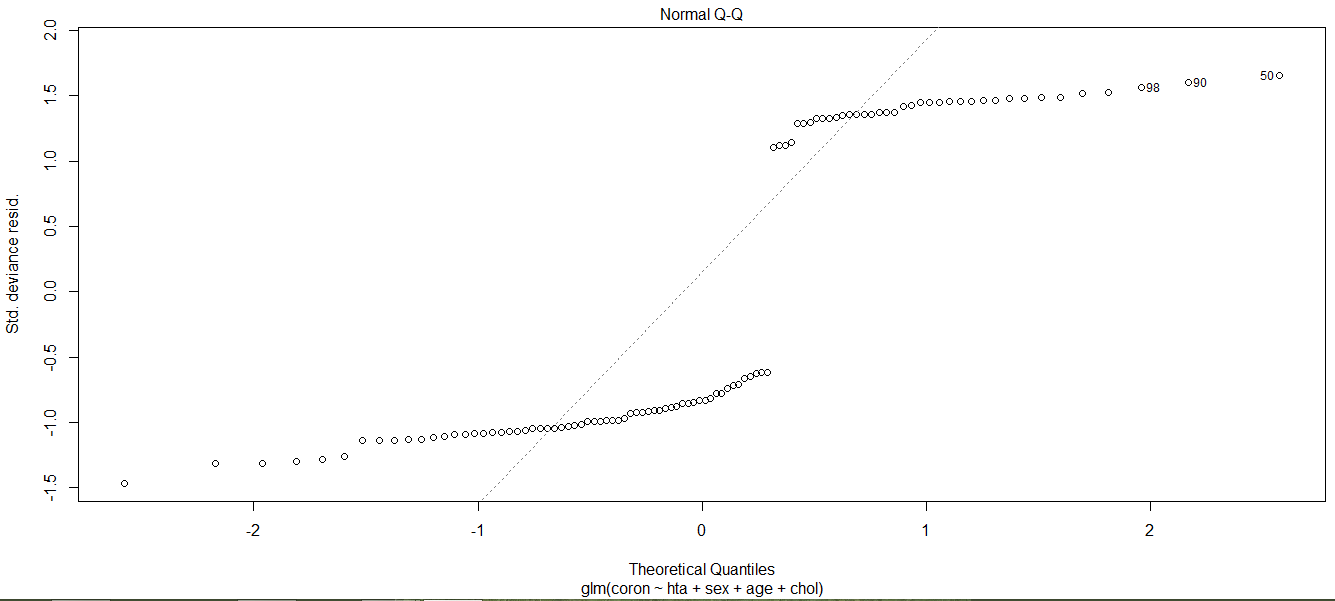 Normal Q-Q
2.0
1.5
1.0
0.5
0.0
-0.5
-1.0
-1.5
Std. deviance resid.
98
90
50
-2 -1 0 1 2
Theoretical Quantiles
glm(coron ~ hta + sex + age + chol)